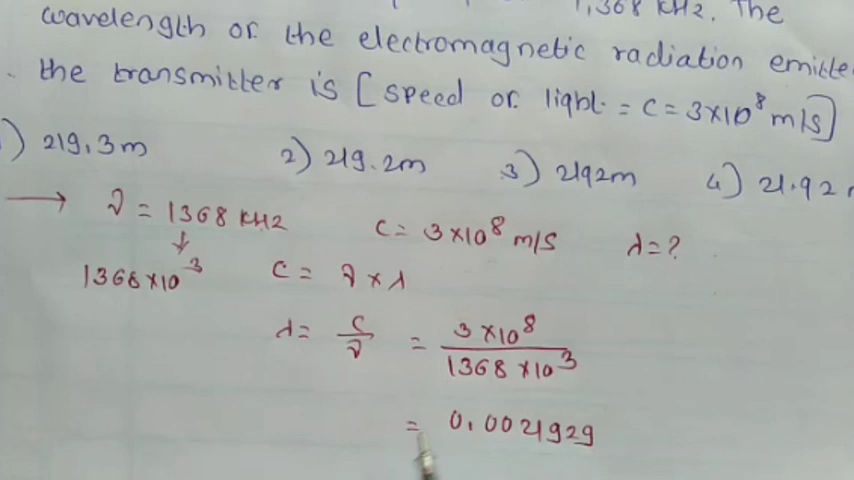 1,368 KHz. The
wavelength or the electromagnetic radiation emitte
the transmitter is [speed or light = C = 3×10⁸ m/s]
) 219.3m 2) 219.2m 3) 2192m 4) 21.92
→ ν = 1368 KHz C = 3×10⁸ m/s λ = ?
↓
1368×10³ C = ν × λ
λ = C/ν = 3×10⁸/1368×10³
= 0.0021929